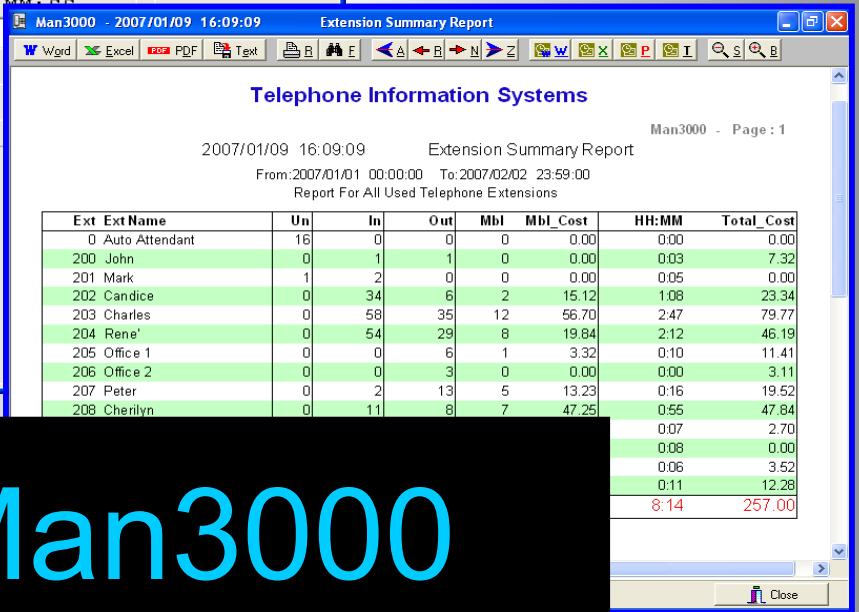 Man3000 - 2007/01/09 16:09:09 Extension Summary Report
Word Excel PDF PDF Text R F A R N Z W X P I S B
Telephone Information Systems
Man3000 - Page : 1
2007/01/09 16:09:09 Extension Summary Report
From:2007/01/01 00:00:00 To:2007/02/02 23:59:00
Report For All Used Telephone Extensions
Ext Ext Name Un In Out Mbl Mbl_Cost HH:MM Total_Cost
0 Auto Attendant 16 0 0 0 0.00 0:00 0.00
200 John 0 1 1 0 0.00 0:03 7.32
201 Mark 1 2 0 0 0.00 0:05 0.00
202 Candice 0 34 6 2 15.12 1:08 23.34
203 Charles 0 58 35 12 56.70 2:47 79.77
204 Rene' 0 54 29 8 19.84 2:12 46.19
205 Office 1 0 0 6 1 3.32 0:10 11.41
206 Office 2 0 0 3 0 0.00 0:00 3.11
207 Peter 0 2 13 5 13.23 0:16 19.52
208 Cherilyn 0 11 8 7 47.25 0:55 47.84
0:07 2.70
0:08 0.00
0:06 3.52
0:11 12.28
8:14 257.00
Man3000
Close